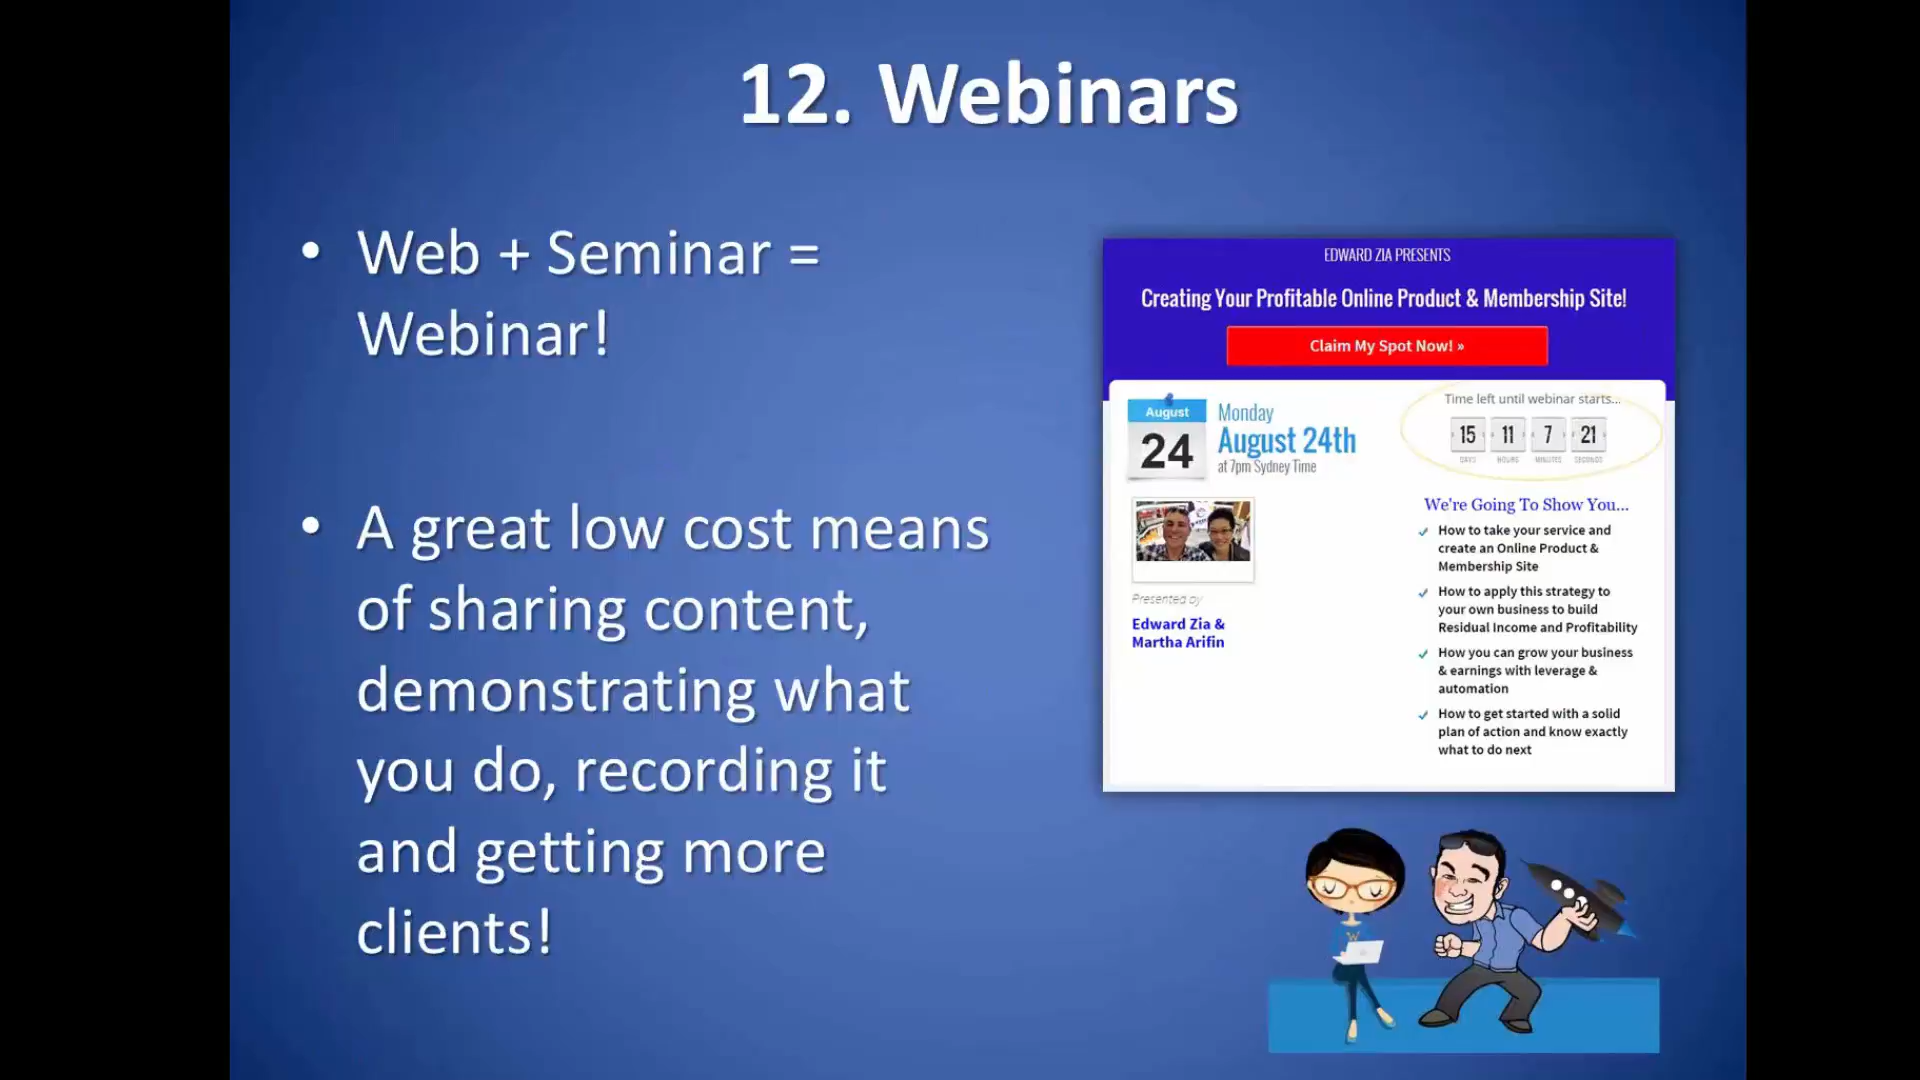 12. Webinars
• Web + Seminar =
Webinar!
• A great low cost means
of sharing content,
demonstrating what
you do, recording it
and getting more
clients!
EDWARD ZIA PRESENTS
Creating Your Profitable Online Product & Membership Site!
Claim My Spot Now! »
August
24
Monday
August 24th
at 7pm Sydney Time
Presented by
Edward Zia &
Martha Arifin
Time left until webinar starts...
15 11 7 21
DAYS HOURS MINUTES SECONDS
We're Going To Show You...
How to take your service and
create an Online Product &
Membership Site
How to apply this strategy to
your own business to build
Residual Income and Profitability
How you can grow your business
& earnings with leverage &
automation
How to get started with a solid
plan of action and know exactly
what to do next
W